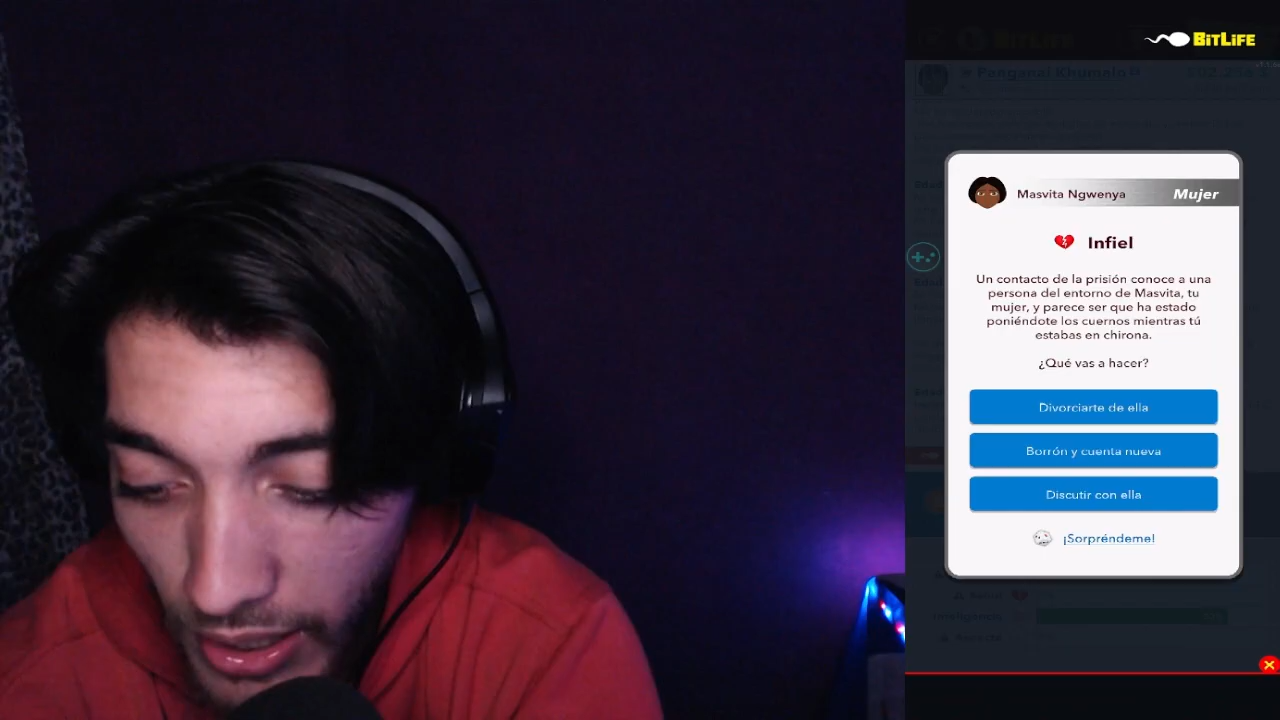 BitLife
Pengazai Khumalo
Masvita Ngwenya
Mujer
Infiel
Un contacto de la prisión conoce a una
persona del entorno de Masvita, tu
mujer, y parece ser que ha estado
poniéndote los cuernos mientras tú
estabas en chirona.
¿Qué vas a hacer?
Divorciarte de ella
Borrón y cuenta nueva
Discutir con ella
¡Sorpréndeme!